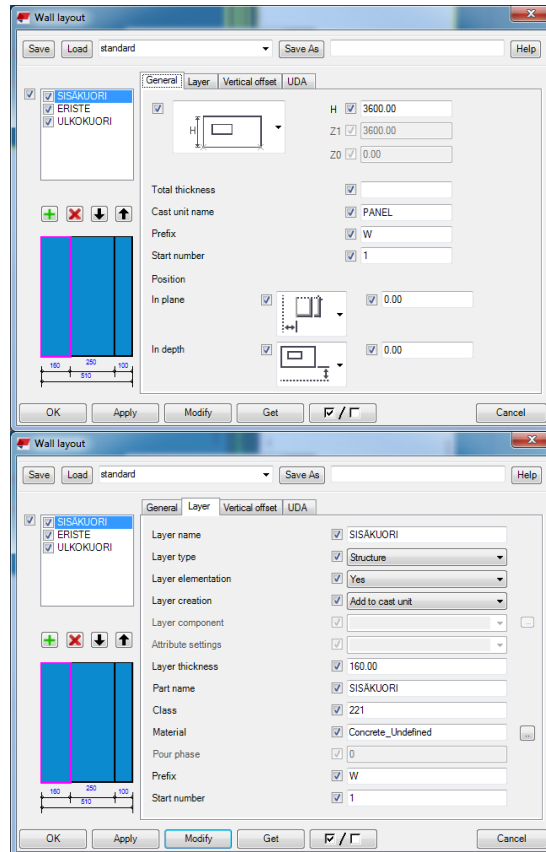 Wall layout
Save Load standard Save As Help
General Layer Vertical offset UDA
SISÄKUORI
ERISTE
ULKOKUORI
H 3600.00
Z1 3600.00
Z0 0.00
Total thickness
Cast unit name PANEL
Prefix W
Start number 1
Position
In plane 0.00
In depth 0.00
160 250 100
510
OK Apply Modify Get / Cancel
Wall layout
Save Load standard Save As Help
General Layer Vertical offset UDA
SISÄKUORI
ERISTE
ULKOKUORI
Layer name SISÄKUORI
Layer type Structure
Layer elementation Yes
Layer creation Add to cast unit
Layer component ...
Attribute settings
Layer thickness 160.00
Part name SISÄKUORI
Class 221
Material Concrete_Undefined ...
Pour phase 0
Prefix W
Start number 1
160 250 100
510
OK Apply Modify Get / Cancel